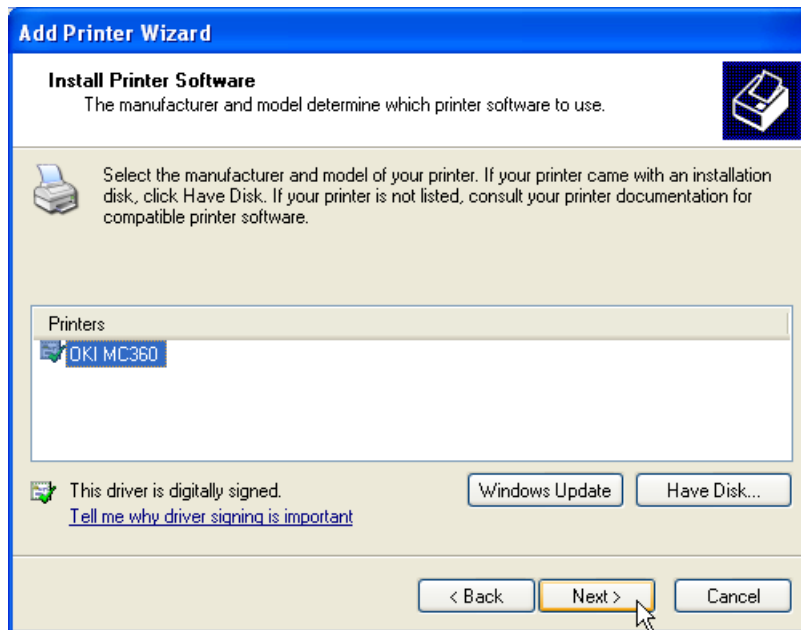 Add Printer Wizard
Install Printer Software
The manufacturer and model determine which printer software to use.
Select the manufacturer and model of your printer. If your printer came with an installation
disk, click Have Disk. If your printer is not listed, consult your printer documentation for
compatible printer software.
Printers
OKI MC360
This driver is digitally signed.
Tell me why driver signing is important
Windows Update
Have Disk...
< Back
Next >
Cancel